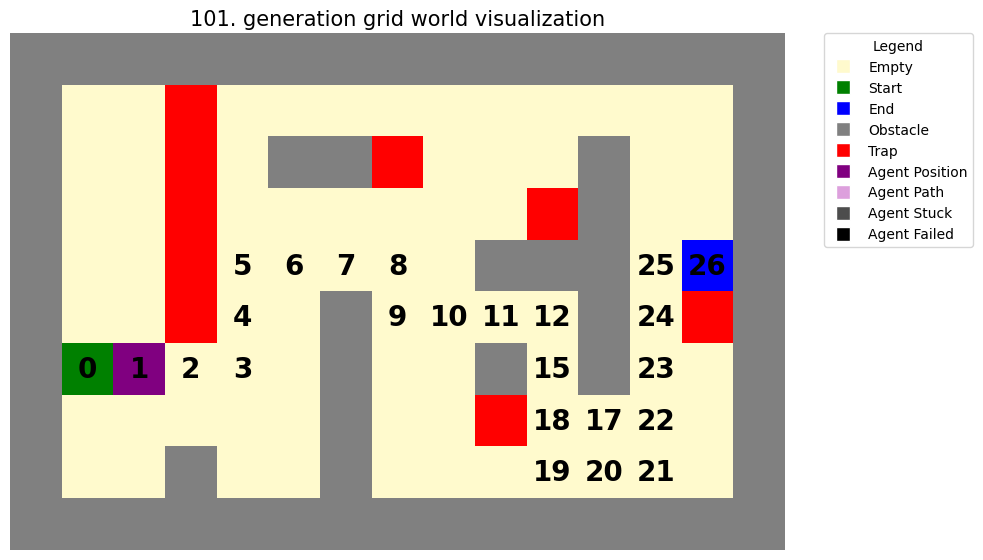 101. generation grid world visualization
Legend
Empty
Start
End
Obstacle
Trap
Agent Position
Agent Path
Agent Stuck
Agent Failed
5 6 7 8 25 26
4 9 10 11 12 24
0 1 2 3 15 23
18 17 22
19 20 21